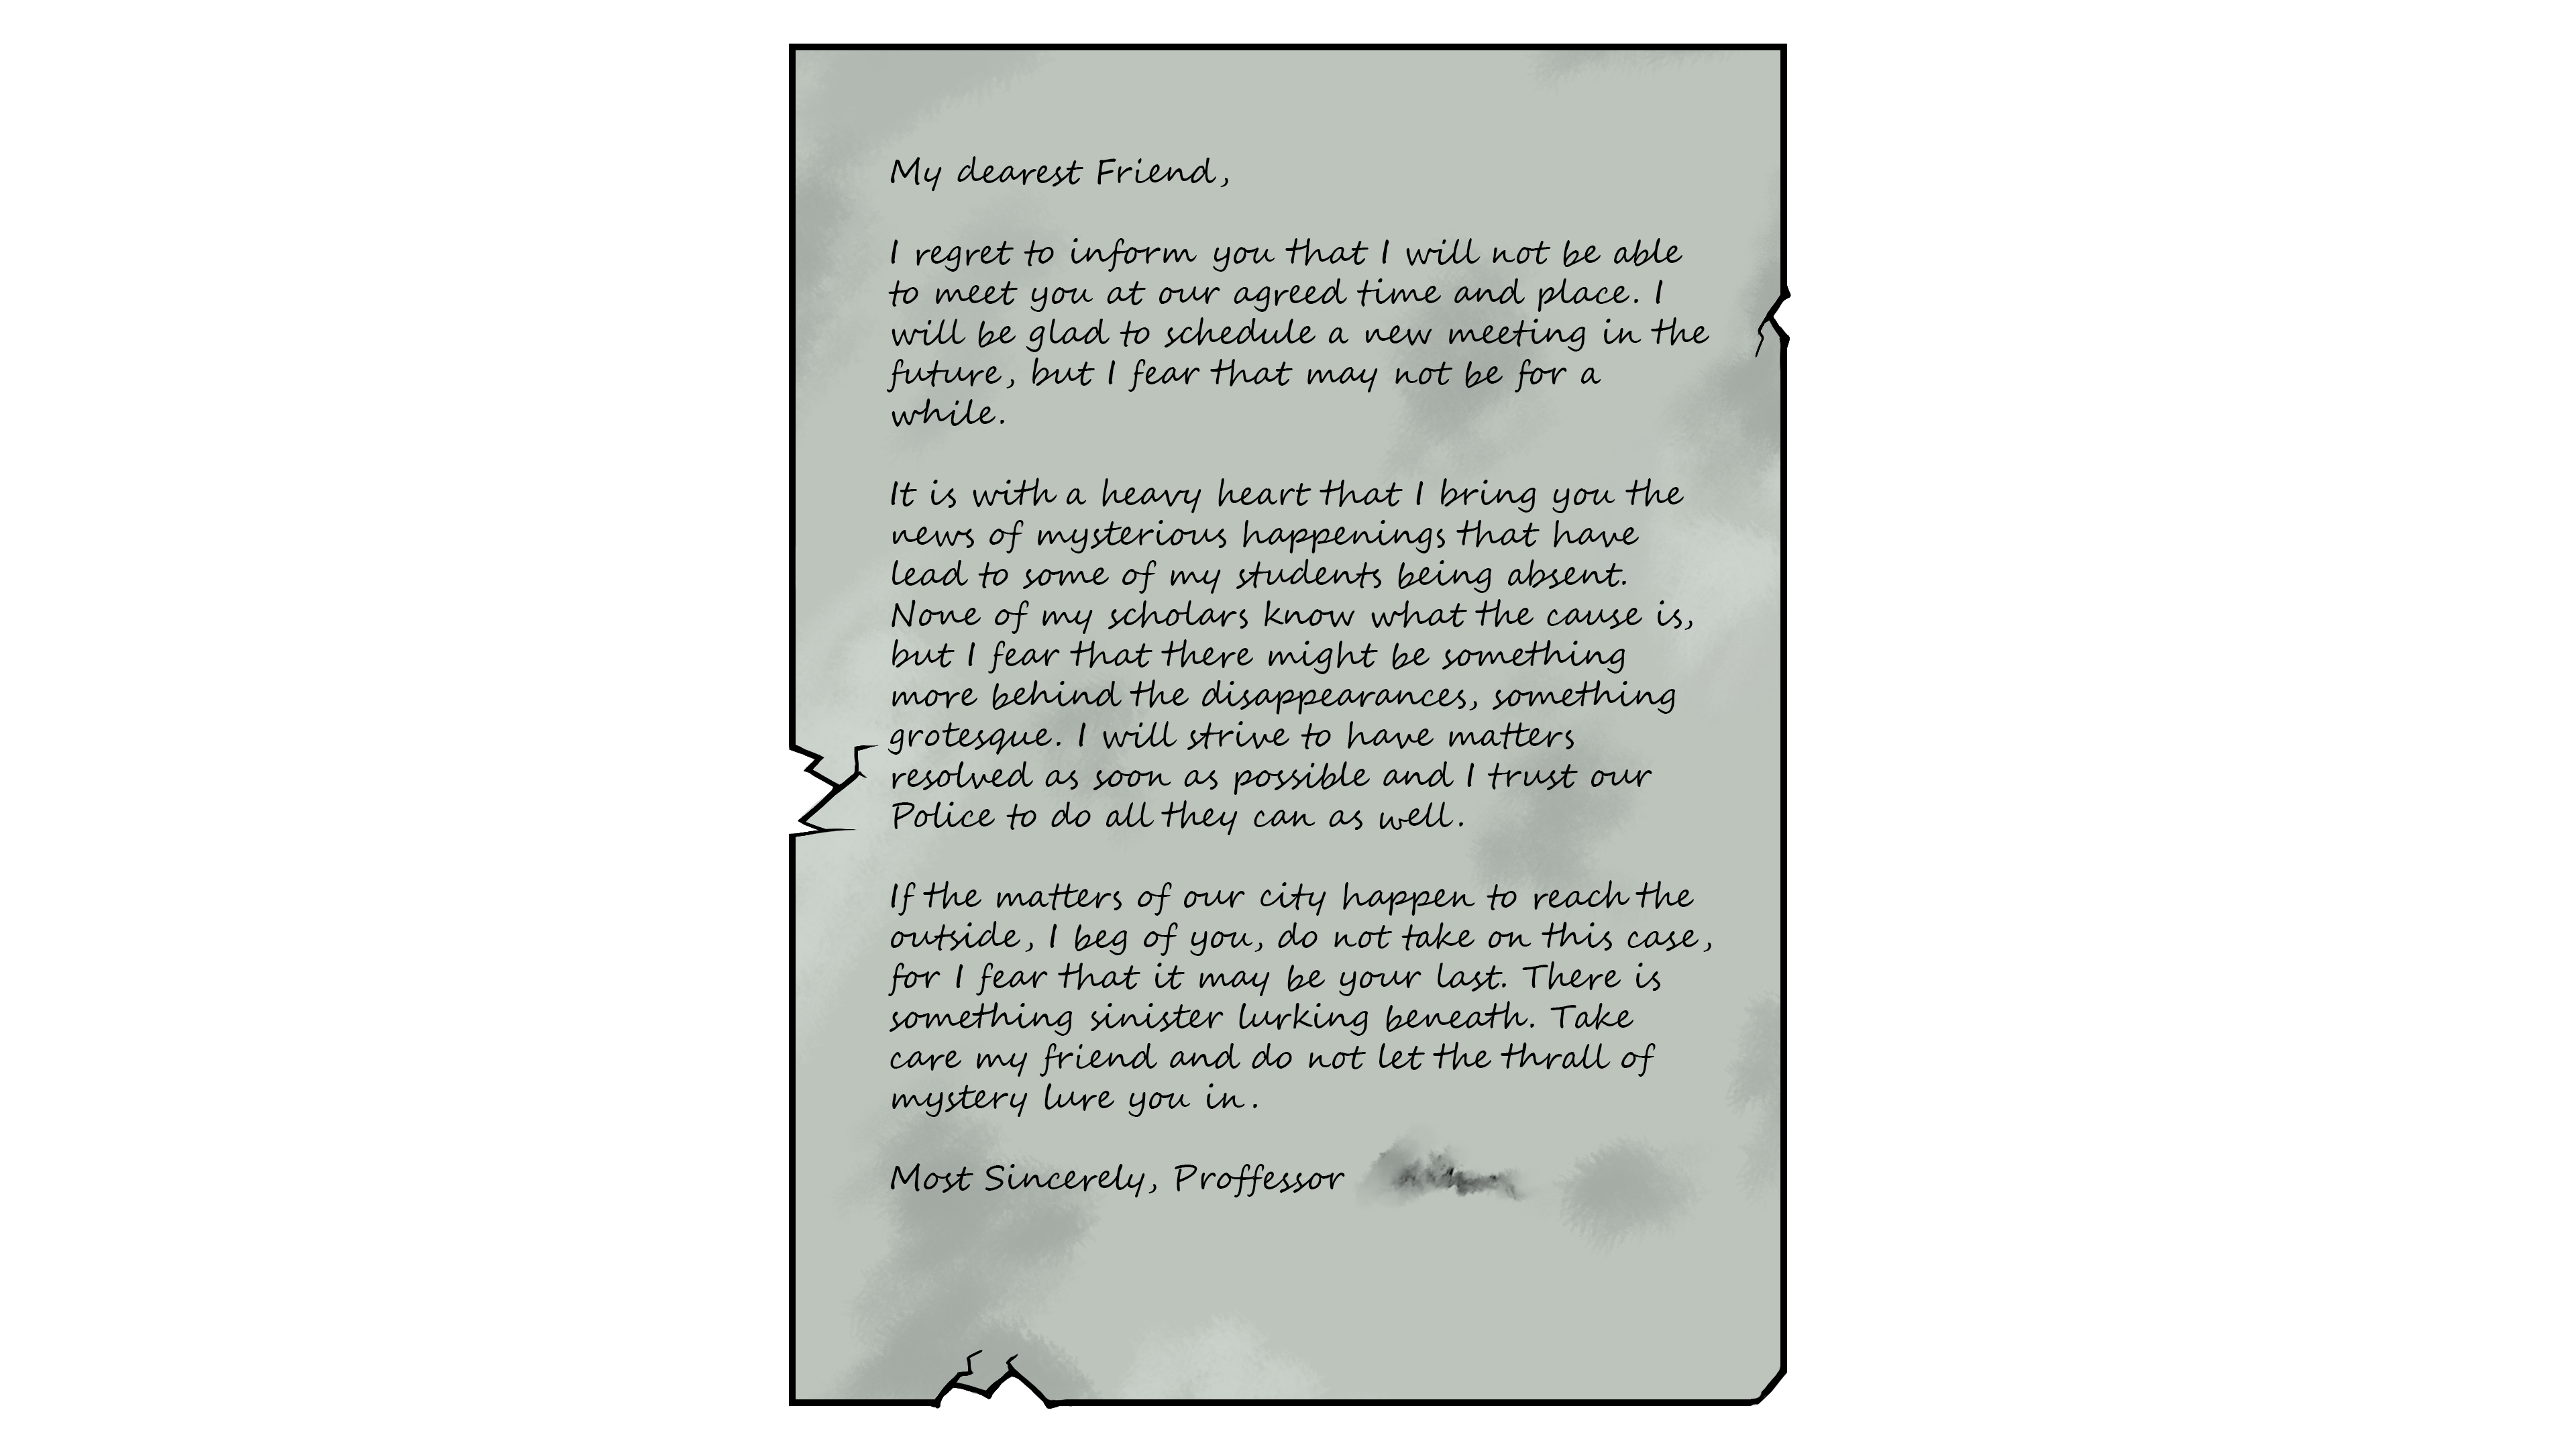 My dearest Friend,
I regret to inform you that I will not be able
to meet you at our agreed time and place. I
will be glad to schedule a new meeting in the
future, but I fear that may not be for a
while.
It is with a heavy heart that I bring you the
news of mysterious happenings that have
lead to some of my students being absent.
None of my scholars know what the cause is,
but I fear that there might be something
more behind the disappearances, something
grotesque. I will strive to have matters
resolved as soon as possible and I trust our
Police to do all they can as well.
If the matters of our city happen to reach the
outside, I beg of you, do not take on this case,
for I fear that it may be your last. There is
something sinister lurking beneath. Take
care my friend and do not let the thrall of
mystery lure you in.
Most Sincerely, Proffessor